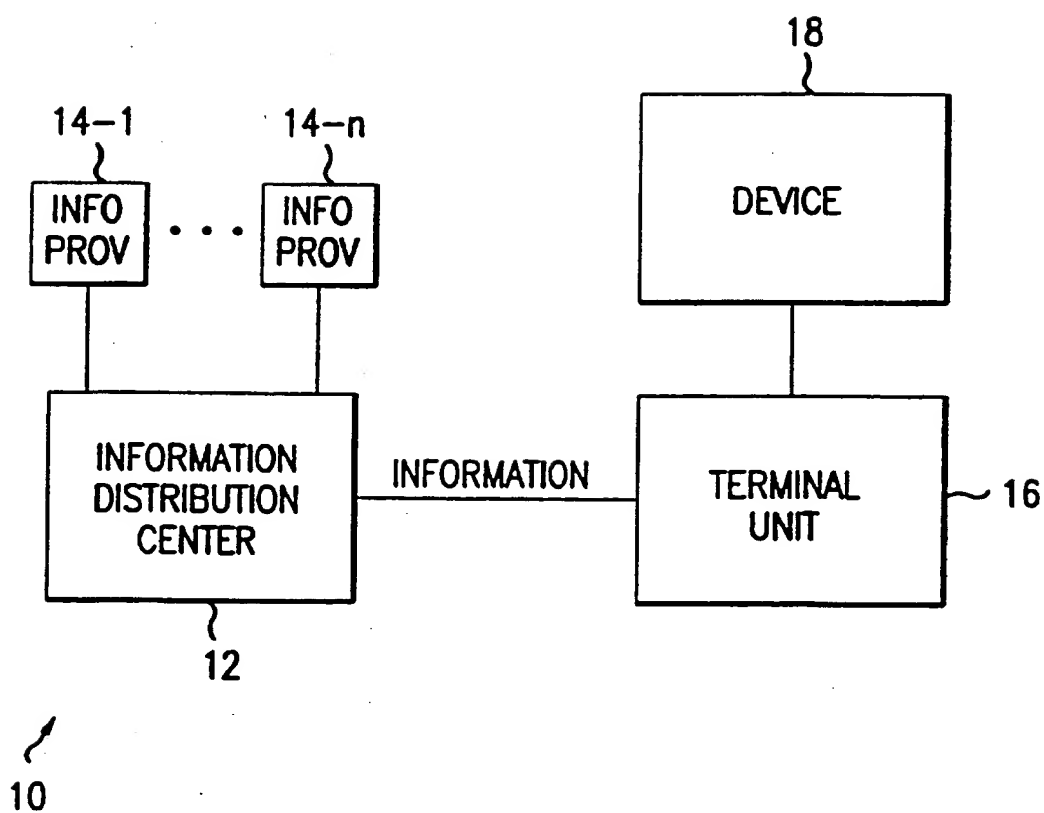 18
14-1
14-n
INFO
PROV
INFO
PROV
DEVICE
INFORMATION
DISTRIBUTION
CENTER
INFORMATION
TERMINAL
UNIT
16
12
10